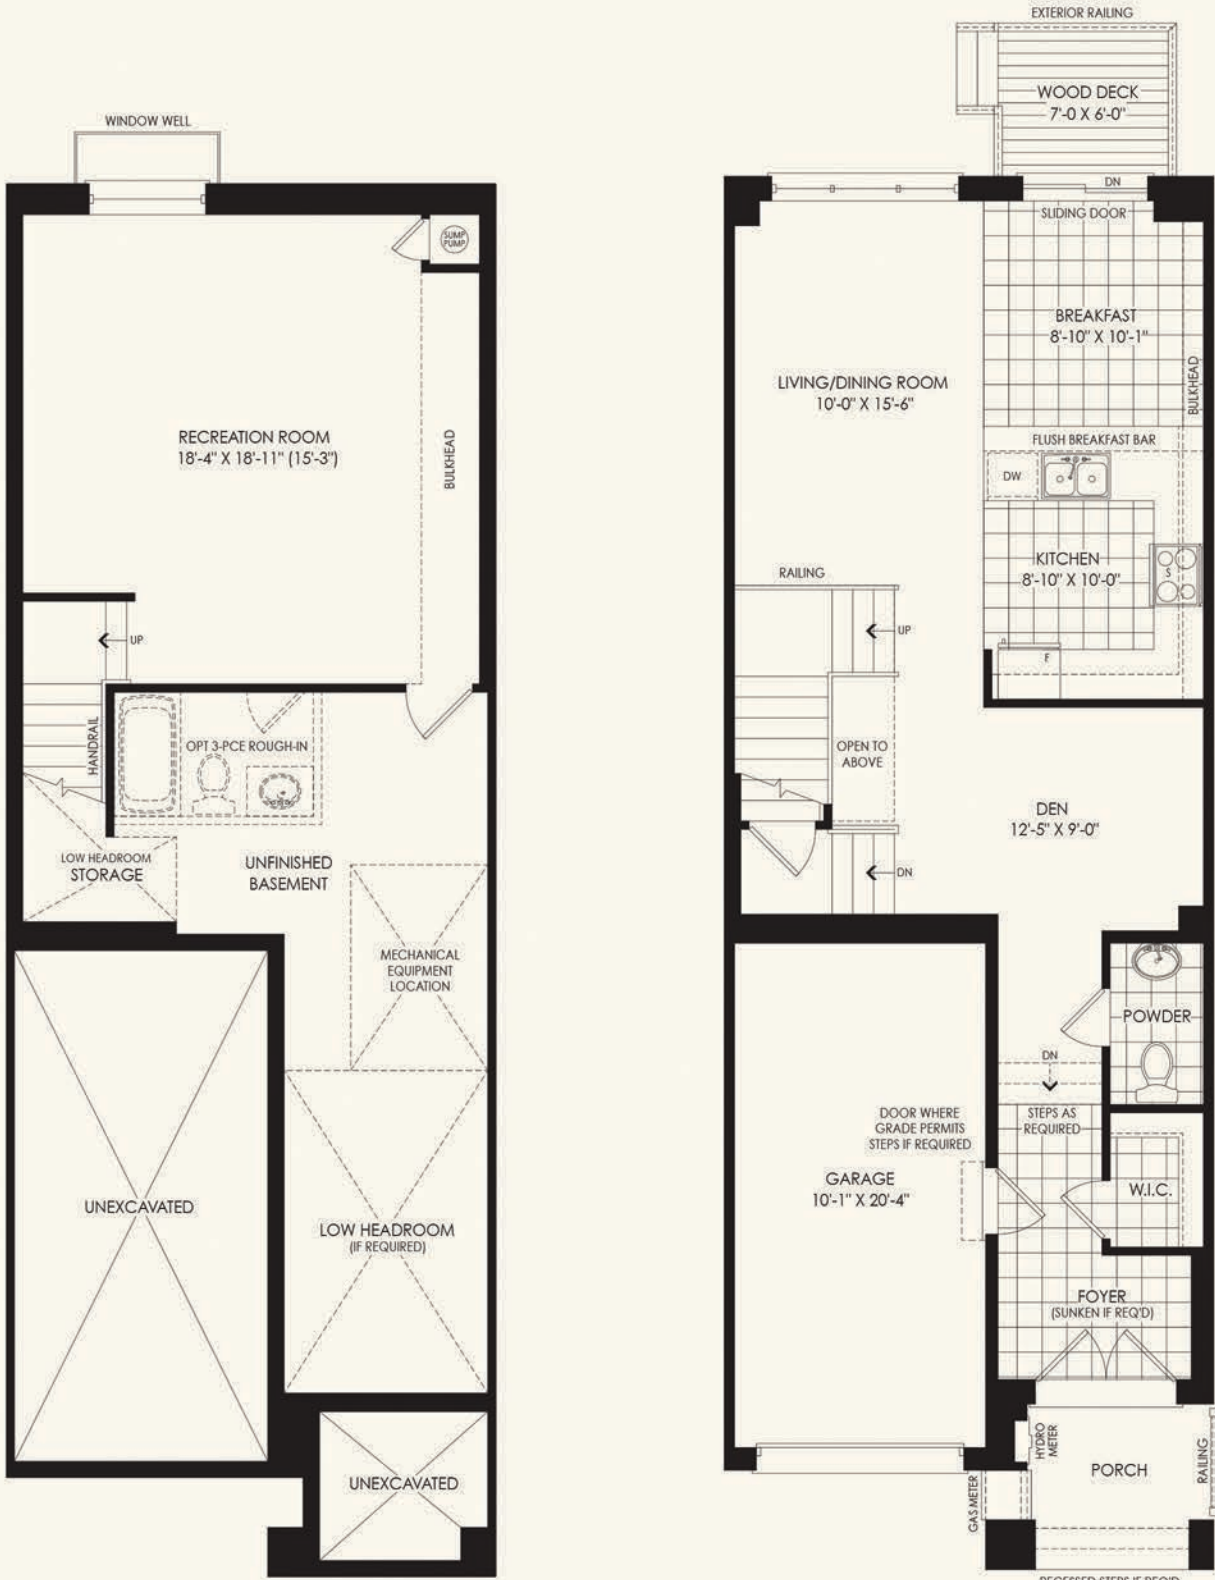 WINDOW WELL
SUMP
PUMP
RECREATION ROOM
18'-4" X 18'-11" (15'-3")
BULKHEAD
UP
HANDRAIL
OPT 3-PCE ROUGH-IN
LOW HEADROOM
STORAGE
UNFINISHED
BASEMENT
MECHANICAL
EQUIPMENT
LOCATION
UNEXCAVATED
LOW HEADROOM
(IF REQUIRED)
UNEXCAVATED
EXTERIOR RAILING
WOOD DECK
7'-0 X 6'-0"
DN
SLIDING DOOR
BREAKFAST
8'-10" X 10'-1"
BULKHEAD
LIVING/DINING ROOM
10'-0" X 15'-6"
FLUSH BREAKFAST BAR
DW
KITCHEN
8'-10" X 10'-0"
S
F
RAILING
UP
OPEN TO
ABOVE
DEN
12'-5" X 9'-0"
DN
POWDER
DN
STEPS AS
REQUIRED
DOOR WHERE
GRADE PERMITS
STEPS IF REQUIRED
GARAGE
10'-1" X 20'-4"
W.I.C.
FOYER
(SUNKEN IF REQ'D)
HYDRO
METER
PORCH
RAILING
GAS METER
RECESSED STEPS IF REQ'D